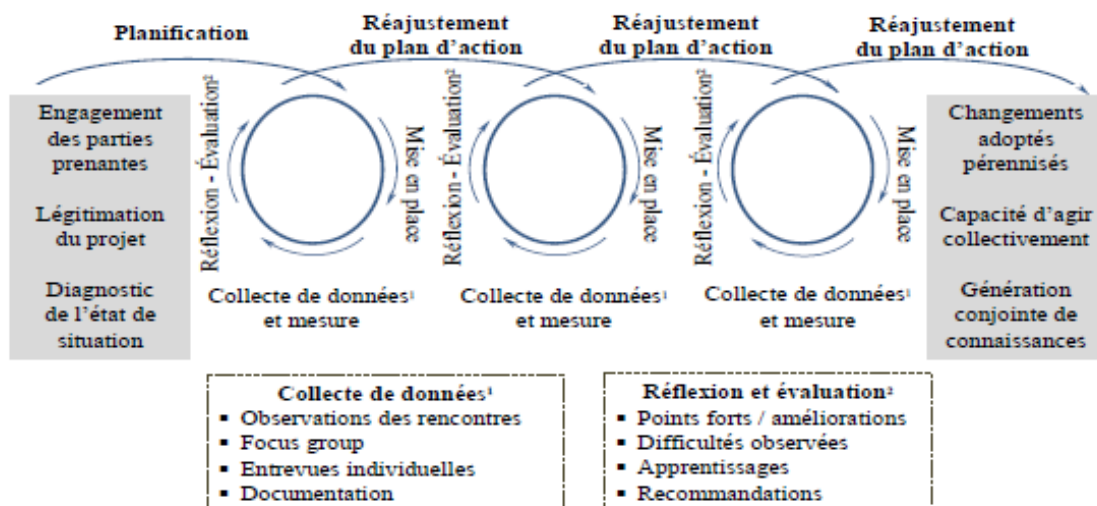 Planification
Réajustement
du plan d'action
Réajustement
du plan d'action
Réajustement
du plan d'action
Engagement
des parties
prenantes
Légitimation
du projet
Diagnostic
de l'état de
situation
Réflexion - Évaluation²
Mise en place
Collecte de données¹
et mesure
Réflexion - Évaluation²
Mise en place
Collecte de données¹
et mesure
Réflexion - Évaluation²
Mise en place
Collecte de données¹
et mesure
Changements
adoptés
pérennisés
Capacité d'agir
collectivement
Génération
conjointe de
connaissances
Collecte de données¹
▪ Observations des rencontres
▪ Focus group
▪ Entrevues individuelles
▪ Documentation
Réflexion et évaluation²
▪ Points forts / améliorations
▪ Difficultés observées
▪ Apprentissages
▪ Recommandations